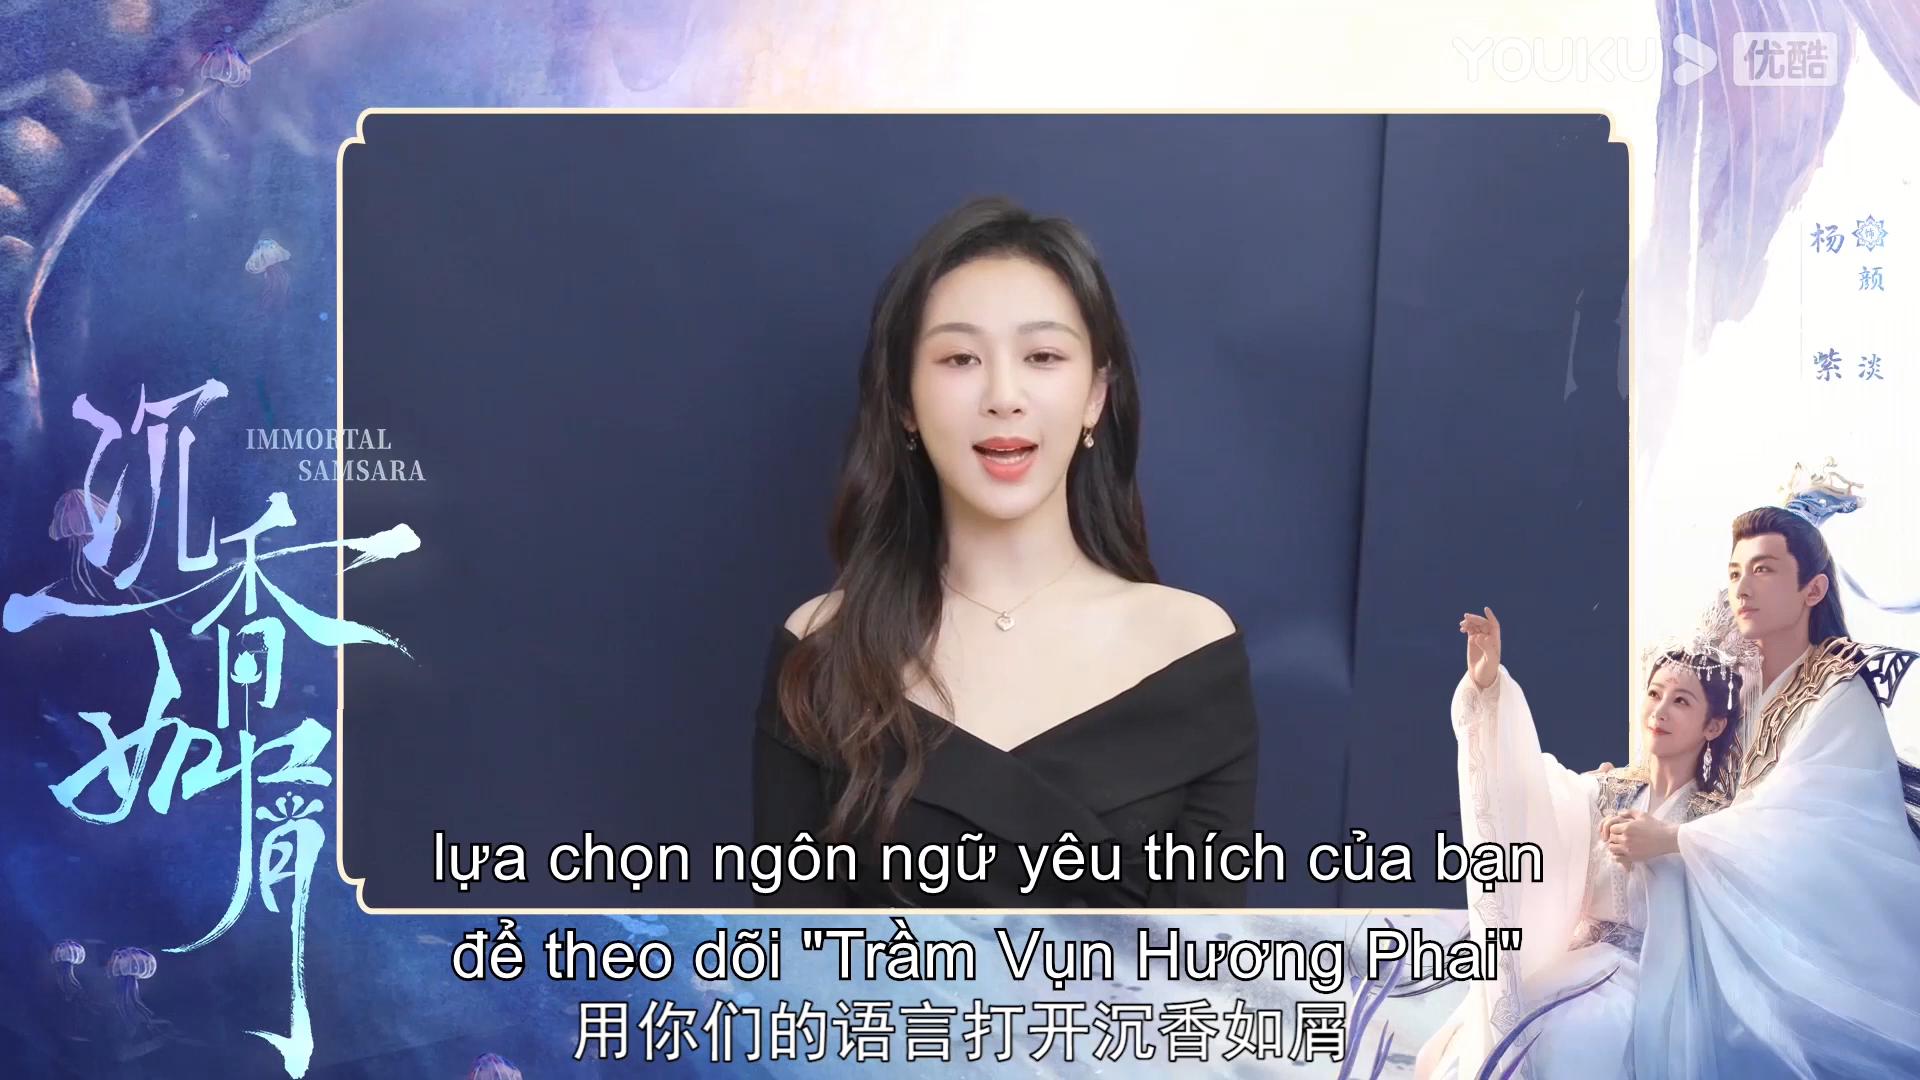 YOUKU 优酷
杨紫
饰
颜淡
沉香如屑
IMMORTAL
SAMSARA
lựa chọn ngôn ngữ yêu thích của bạn
để theo dõi "Trầm Vụn Hương Phai"
用你们的语言打开沉香如屑